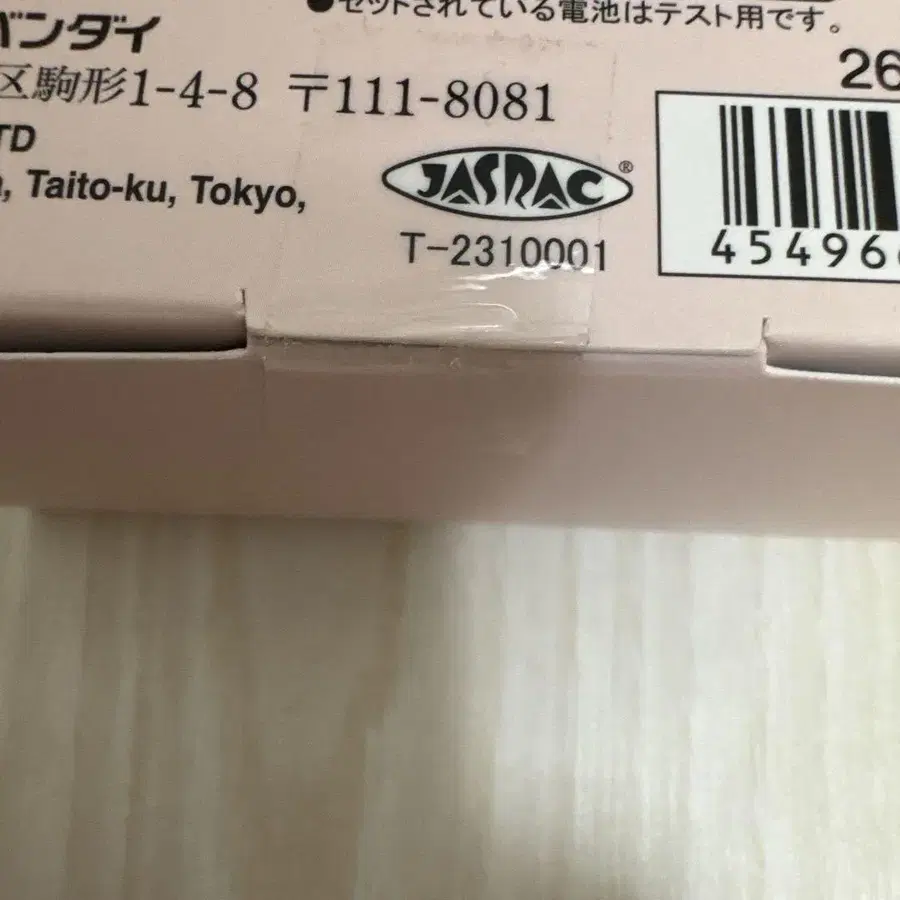 ●セットされている電池はテスト用です。
バンダイ
区駒形1-4-8 〒111-8081
TD
, Taito-ku, Tokyo,
JASRAC®
T-2310001
26
45496